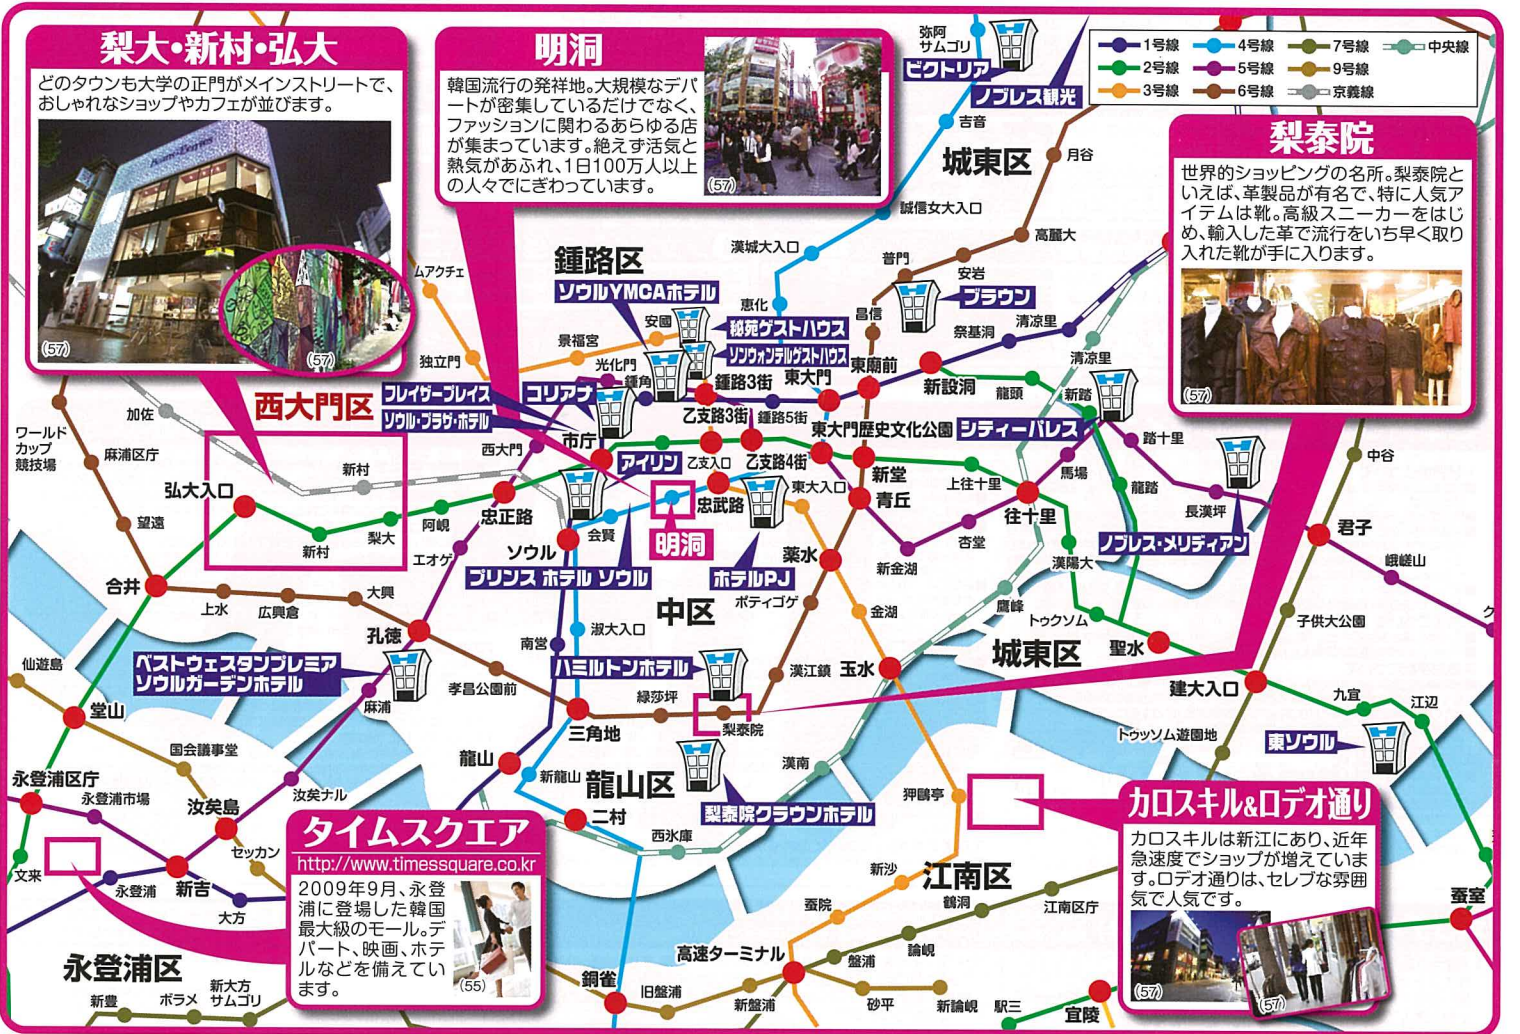 梨大・新村・弘大
どのタウンも大学の正門がメインストリートで、
おしゃれなショップやカフェが並びます。
(57)
(57)
明洞
韓国流行の発祥地。大規模なデパ
ートが密集しているだけでなく、
ファッションに関わるあらゆる店
が集まっています。絶えず活気と
熱気があふれ、1日100万人以上
の人々でにぎわっています。
(57)
弥阿
サムゴリ
ビクトリア
ノブレス観光
1号線
4号線
7号線
中央線
2号線
5号線
9号線
3号線
6号線
京義線
梨泰院
世界的ショッピングの名所。梨泰院と
いえば、革製品が有名で、特に人気ア
イテムは靴。高級スニーカーをはじ
め、輸入した革で流行をいち早く取り
入れた靴が手に入ります。
(57)
吉音
城東区
月谷
誠信女大入口
漢城大入口
高麗大
普門
安岩
鍾路区
ソウルYMCAホテル
ムアクチェ
恵化
昌信
ブラウン
安國
秘苑ゲストハウス
ソンウォンテルゲストハウス
景福宮
独立門
光化門
鍾角
鍾路3街
東大門
東廟前
祭基洞
清凉里
清凉里
新設洞
龍頭
新踏
西大門区
フレイザープレイス
ソウル・プラザ・ホテル
コリアナ
加佐
ワールド
カップ
競技場
麻浦区庁
西大門
市庁
乙支路3街
鍾路5街
東大門歴史文化公園
シティーパレス
踏十里
アイリン
乙支入口
乙支路4街
新堂
上往十里
馬場
龍踏
長漢坪
中谷
新村
弘大入口
望遠
新村
梨大
阿峴
忠正路
エオゲ
ソウル
会賢
明洞
忠武路
東大入口
青丘
往十里
君子
ノブレス・メリディアン
プリンス ホテル ソウル
ホテルPJ
薬水
新金湖
杏堂
漢陽大
峨嵯山
合井
上水
広興倉
大興
孔徳
中区
ポティゴゲ
金湖
鷹峰
トゥクソム
子供大公園
南営
淑大入口
城東区
聖水
仙遊島
ベストウェスタンプレミア
ソウルガーデンホテル
孝昌公園前
麻浦
ハミルトンホテル
漢江鎮
玉水
建大入口
九宜
江辺
堂山
緑莎坪
三角地
梨泰院
トゥッソム遊園地
東ソウル
国会議事堂
龍山
新龍山
龍山区
漢南
永登浦区庁
永登浦市場
汝矣ナル
汝矣島
二村
梨泰院クラウンホテル
狎鷗亭
西氷庫
セッカン
文来
永登浦
新吉
大方
タイムスクエア
http://www.timessquare.co.kr
2009年9月、永登
浦に登場した韓国
最大級のモール。デ
パート、映画、ホテ
ルなどを備えてい
ます。
(55)
カロスキル&ロデオ通り
カロスキルは新江にあり、近年
急速度でショップが増えていま
す。ロデオ通りは、セレブな雰囲
気で人気です。
(57)
(57)
新沙
江南区
蚕院
鶴洞
江南区庁
蚕室
高速ターミナル
盤浦
論峴
永登浦区
新豊
ボラメ
新大方
サムゴリ
銅雀
旧盤浦
新盤浦
砂平
新論峴
駅三
宜陵